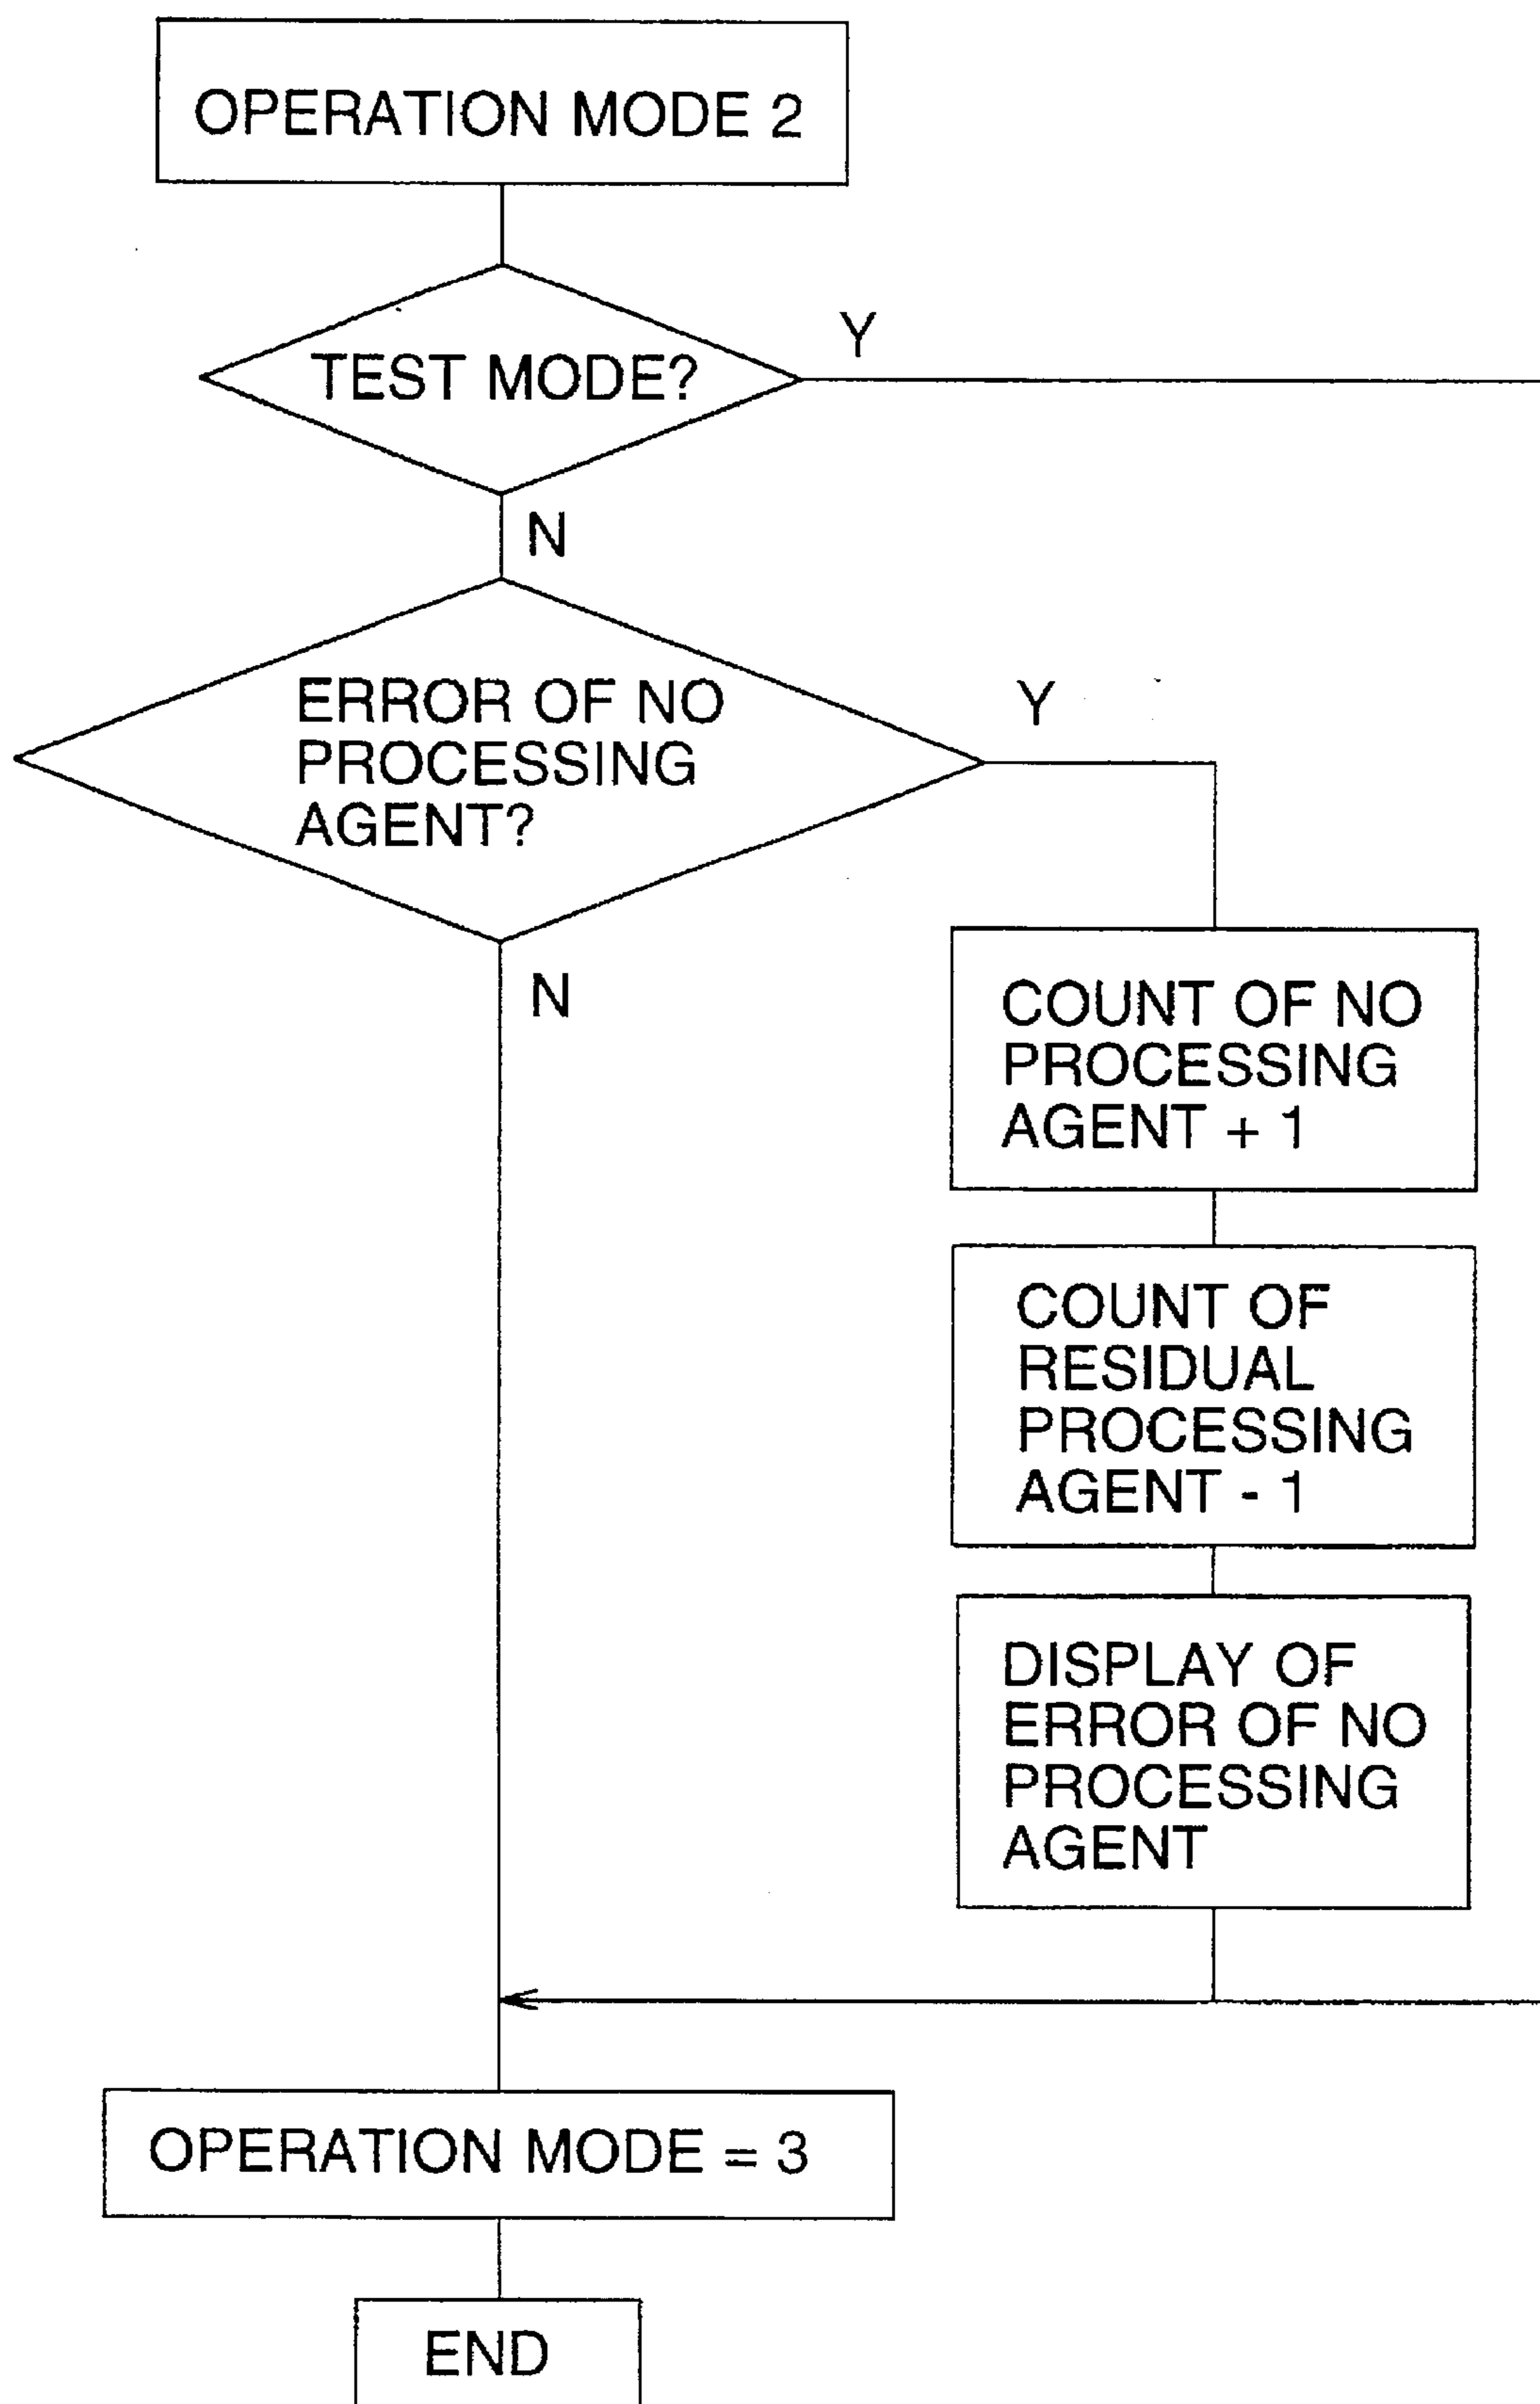 OPERATION MODE 2
TEST MODE?
Y
N
ERROR OF NO
PROCESSING
AGENT?
Y
N
COUNT OF NO
PROCESSING
AGENT + 1
COUNT OF
RESIDUAL
PROCESSING
AGENT - 1
DISPLAY OF
ERROR OF NO
PROCESSING
AGENT
OPERATION MODE = 3
END